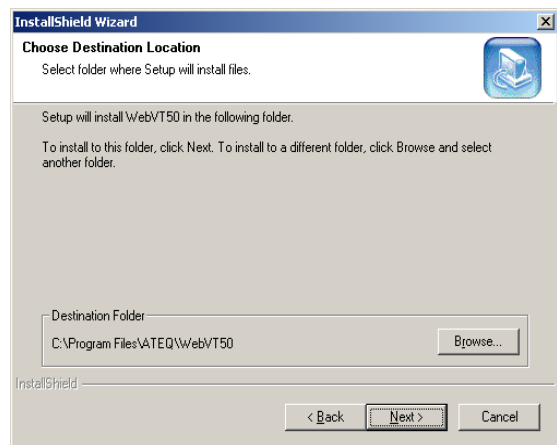 InstallShield Wizard
Choose Destination Location
Select folder where Setup will install files.
Setup will install WebVT50 in the following folder.
To install to this folder, click Next. To install to a different folder, click Browse and select
another folder.
Destination Folder
C:\Program Files\ATEQ\WebVT50
Browse...
InstallShield
< Back
Next >
Cancel